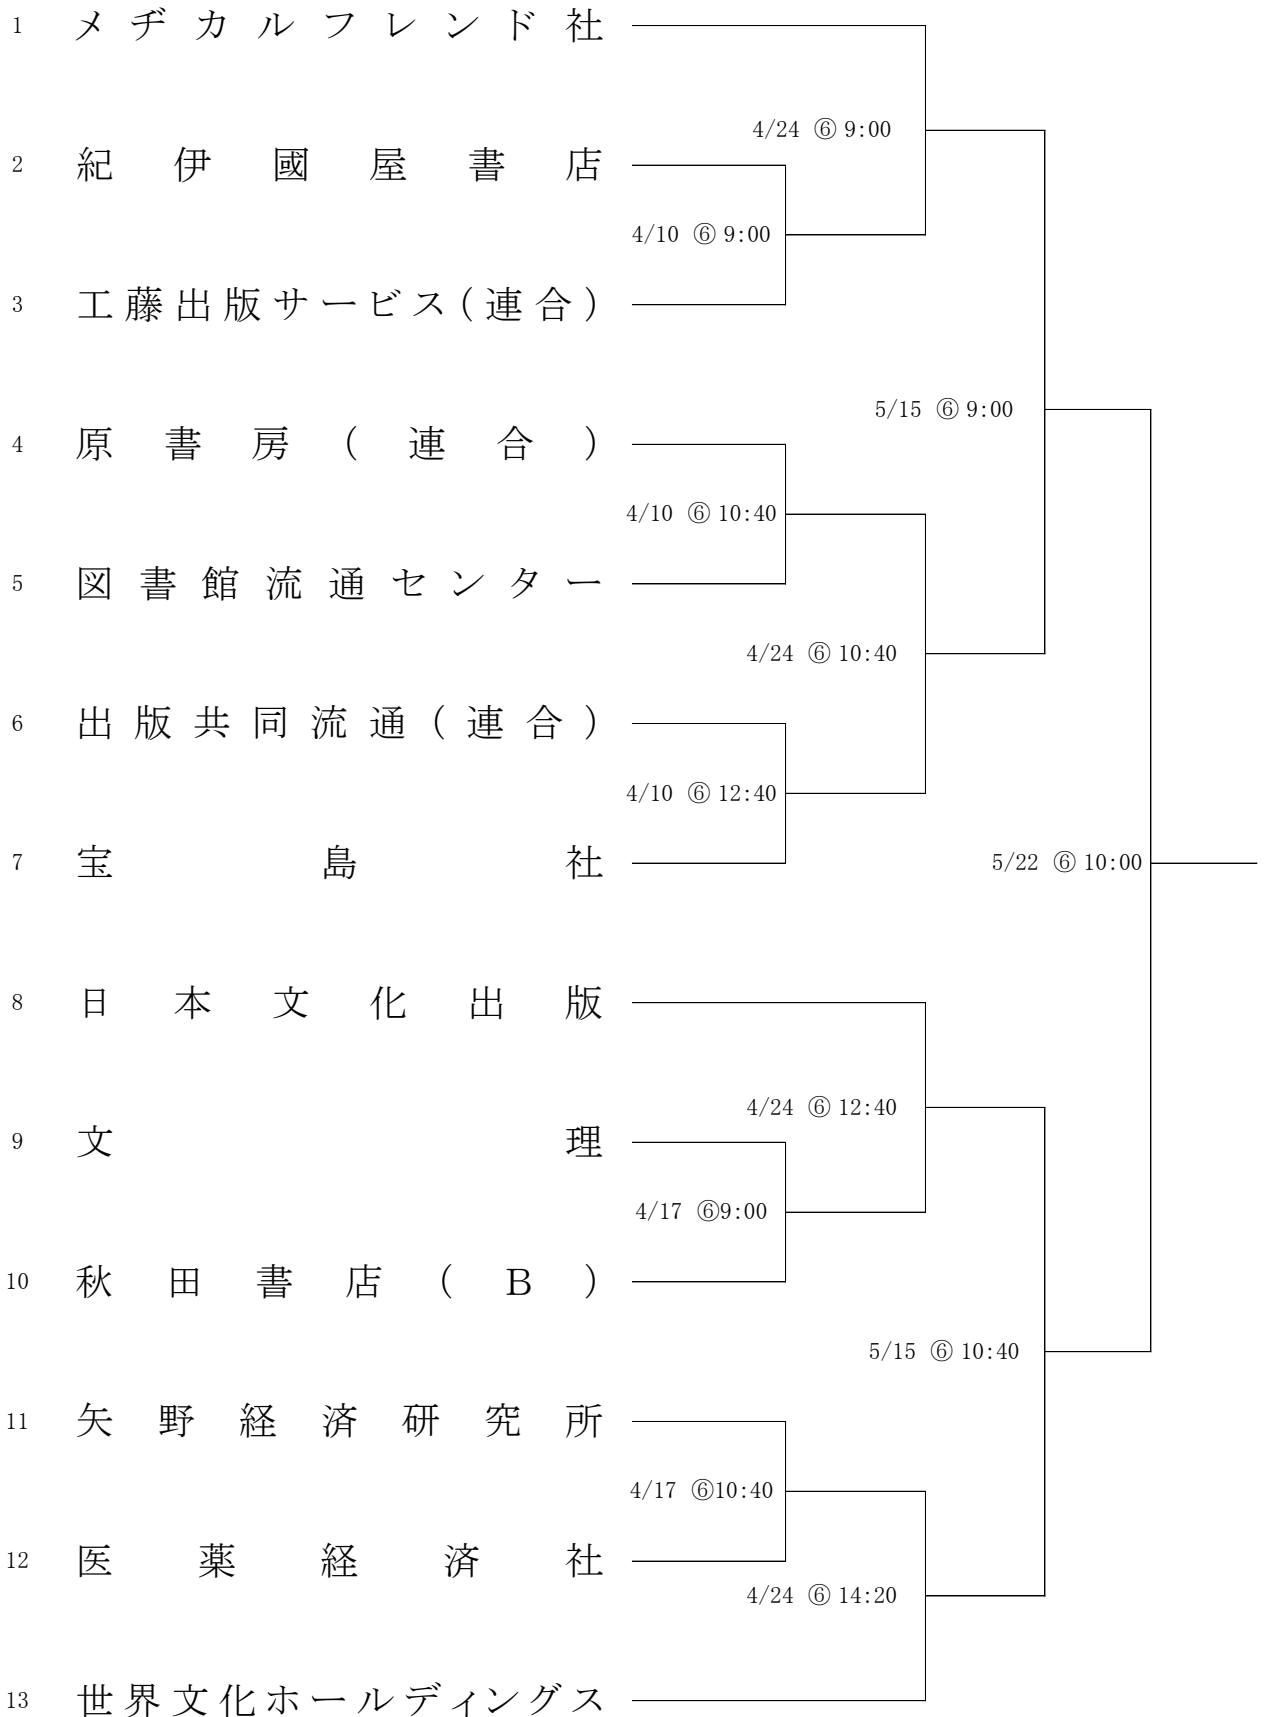 1 メヂカルフレンド社
4/24 ⑥ 9:00
2 紀伊國屋書店
4/10 ⑥ 9:00
3 工藤出版サービス(連合)
5/15 ⑥ 9:00
4 原書房(連合)
4/10 ⑥ 10:40
5 図書館流通センター
4/24 ⑥ 10:40
6 出版共同流通(連合)
4/10 ⑥ 12:40
7 宝島社
5/22 ⑥ 10:00
8 日本文化出版
4/24 ⑥ 12:40
9 文理
4/17 ⑥9:00
10 秋田書店(B)
5/15 ⑥ 10:40
11 矢野経済研究所
4/17 ⑥10:40
12 医薬経済社
4/24 ⑥ 14:20
13 世界文化ホールディングス